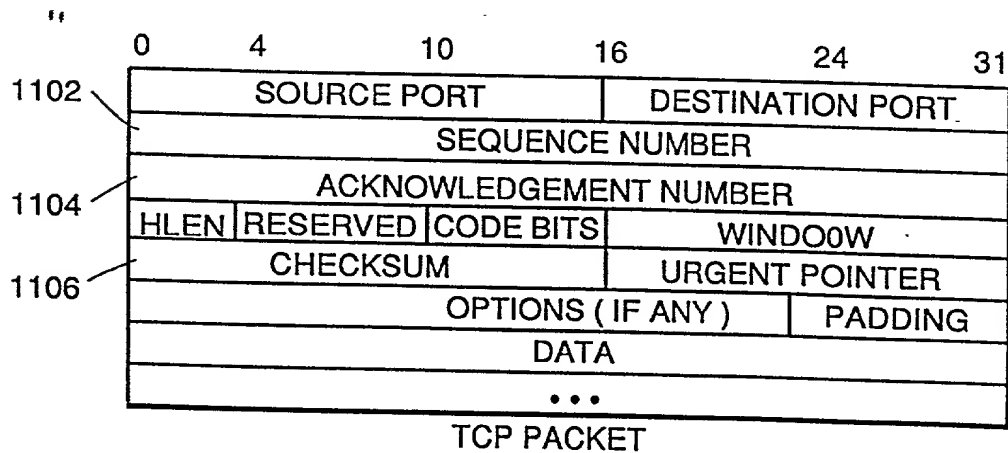 0 4 10 16 24 31
1102 SOURCE PORT DESTINATION PORT
SEQUENCE NUMBER
1104 ACKNOWLEDGEMENT NUMBER
HLEN RESERVED CODE BITS WINDO0W
1106 CHECKSUM URGENT POINTER
OPTIONS ( IF ANY ) PADDING
DATA
•••
TCP PACKET